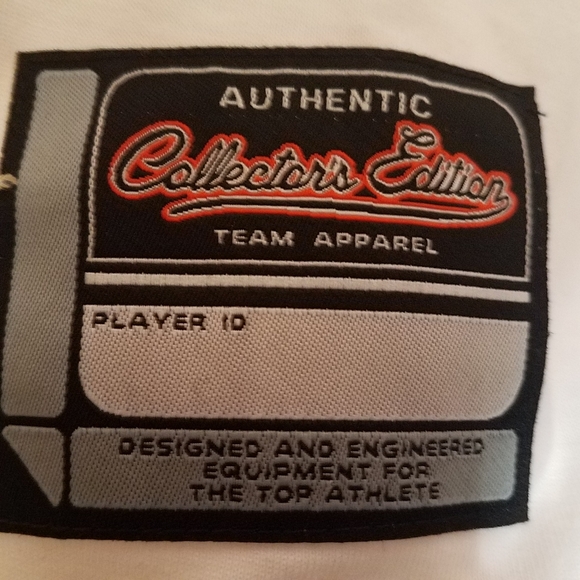 AUTHENTIC
Collector's Edition
TEAM APPAREL
PLAYER ID
DESIGNED AND ENGINEERED
EQUIPMENT FOR
THE TOP ATHLETE